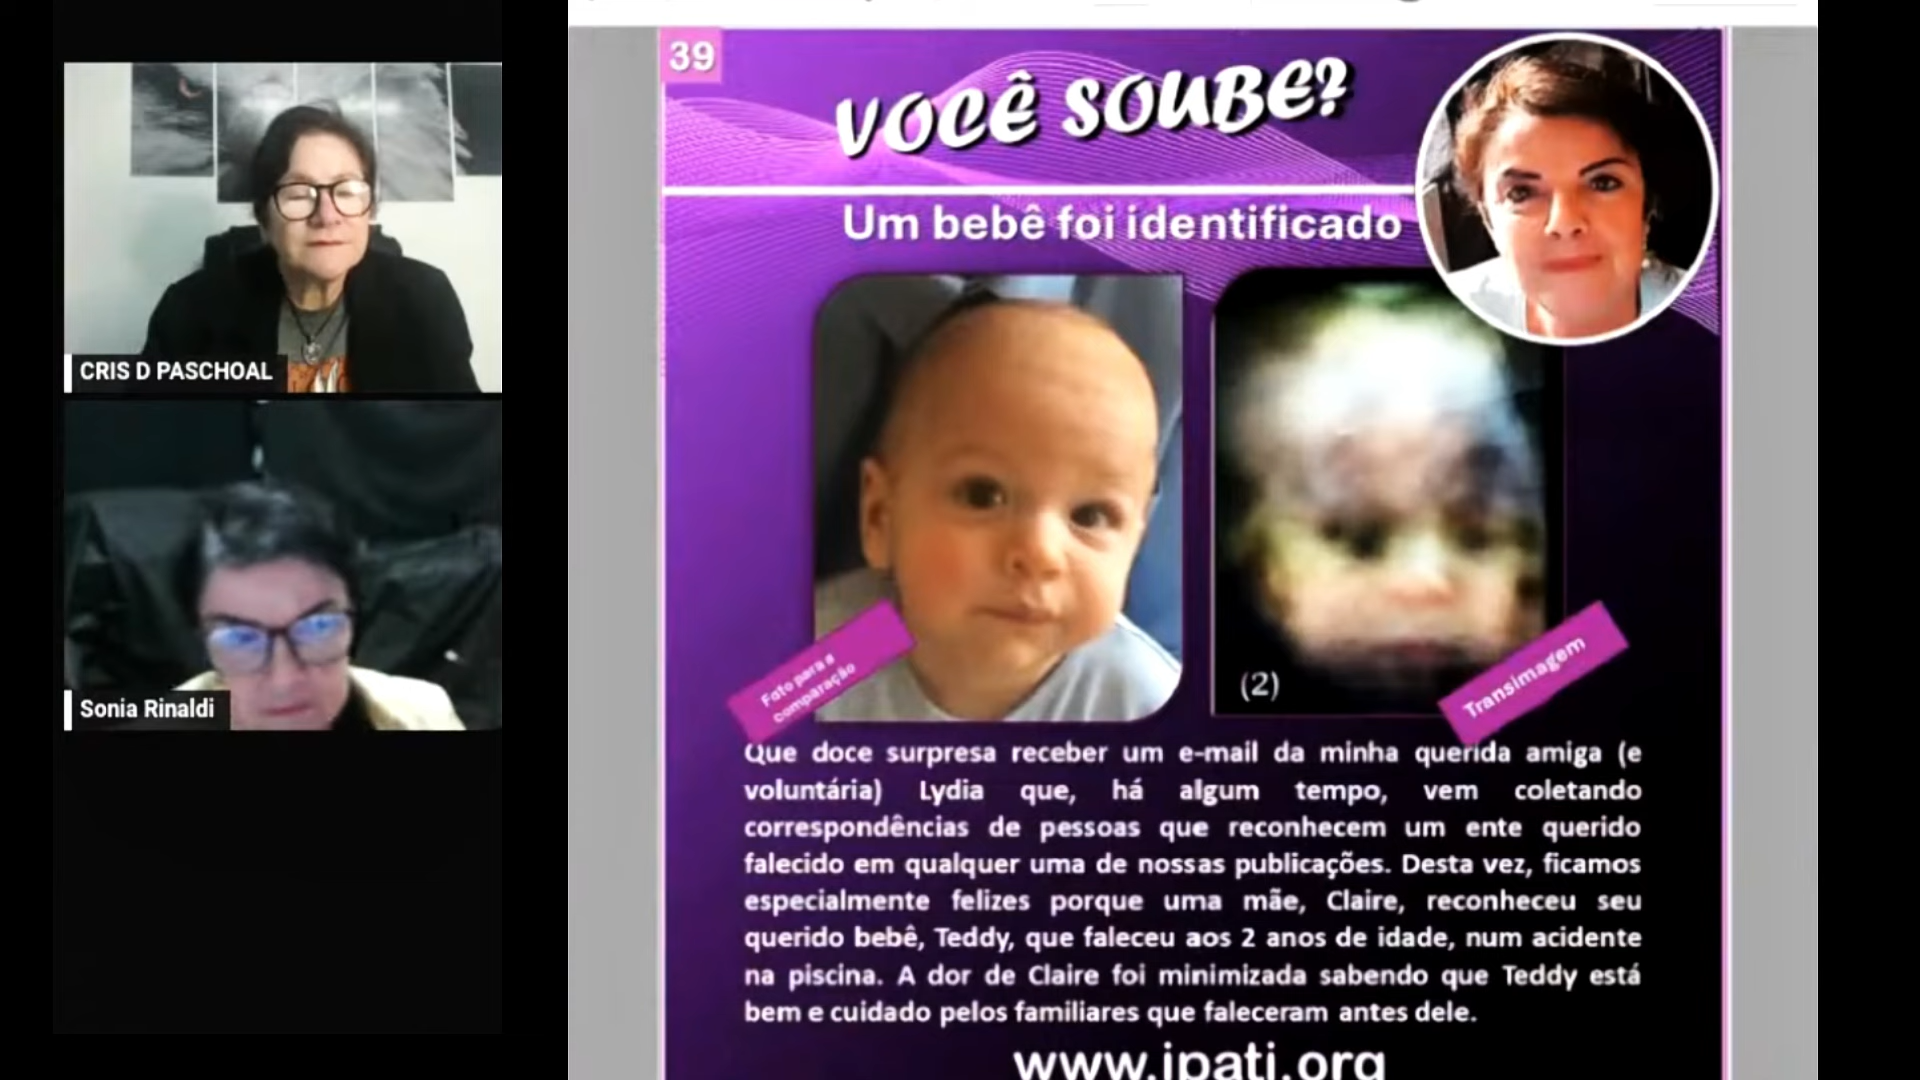 CRIS D PASCHOAL
Sonia Rinaldi
39
VOCÊ SOUBE?
Um bebê foi identificado
Foto para a
comparação
(2)
Transimagem
Que doce surpresa receber um e-mail da minha querida amiga (e
voluntária) Lydia que, há algum tempo, vem coletando
correspondências de pessoas que reconhecem um ente querido
falecido em qualquer uma de nossas publicações. Desta vez, ficamos
especialmente felizes porque uma mãe, Claire, reconheceu seu
querido bebê, Teddy, que faleceu aos 2 anos de idade, num acidente
na piscina. A dor de Claire foi minimizada sabendo que Teddy está
bem e cuidado pelos familiares que faleceram antes dele.
www.ipati.org